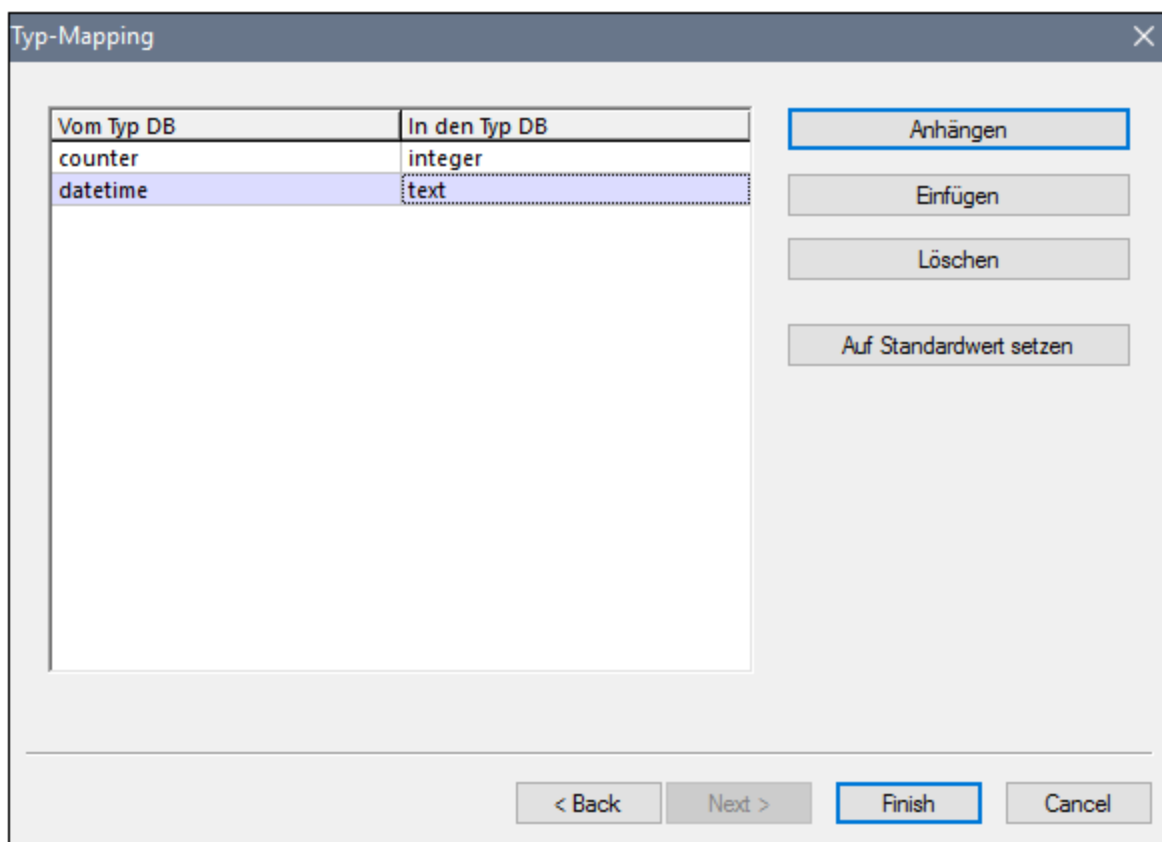 Typ-Mapping
Vom Typ DB In den Typ DB
counter integer
datetime text
Anhängen
Einfügen
Löschen
Auf Standardwert setzen
< Back Next > Finish Cancel